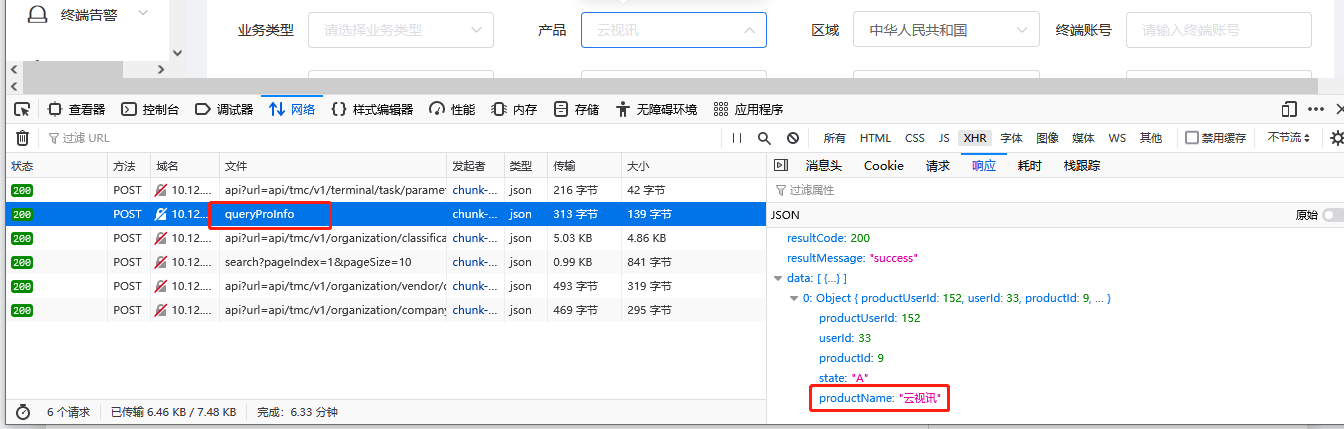 终端告警
业务类型 请选择业务类型 产品 云视讯 区域 中华人民共和国 终端账号 请输入终端账号
查看器 控制台 调试器 网络 样式编辑器 性能 内存 存储 无障碍环境 应用程序
过滤 URL 所有 HTML CSS JS XHR 字体 图像 媒体 WS 其他 禁用缓存 不节流
状态 方法 域名 文件 发起者 类型 传输 大小
200 POST 10.12.... api?url=api/tmc/v1/terminal/task/parame chunk-... json 216 字节 42 字节
200 POST 10.12.... queryProInfo chunk-... json 313 字节 139 字节
200 POST 10.12.... api?url=api/tmc/v1/organization/classifica chunk-... json 5.03 KB 4.86 KB
200 POST 10.12.... search?pageIndex=1&pageSize=10 chunk-... json 0.99 KB 841 字节
200 POST 10.12.... api?url=api/tmc/v1/organization/vendor/ chunk-... json 493 字节 319 字节
200 POST 10.12.... api?url=api/tmc/v1/organization/company chunk-... json 469 字节 295 字节
6 个请求 已传输 6.46 KB / 7.48 KB 完成：6.33 分钟
消息头 Cookie 请求 响应 耗时 栈跟踪
过滤属性
JSON 原始
resultCode: 200
resultMessage: "success"
data: [ {…} ]
0: Object { productUserId: 152, userId: 33, productId: 9, … }
productUserId: 152
userId: 33
productId: 9
state: "A"
productName: "云视讯"